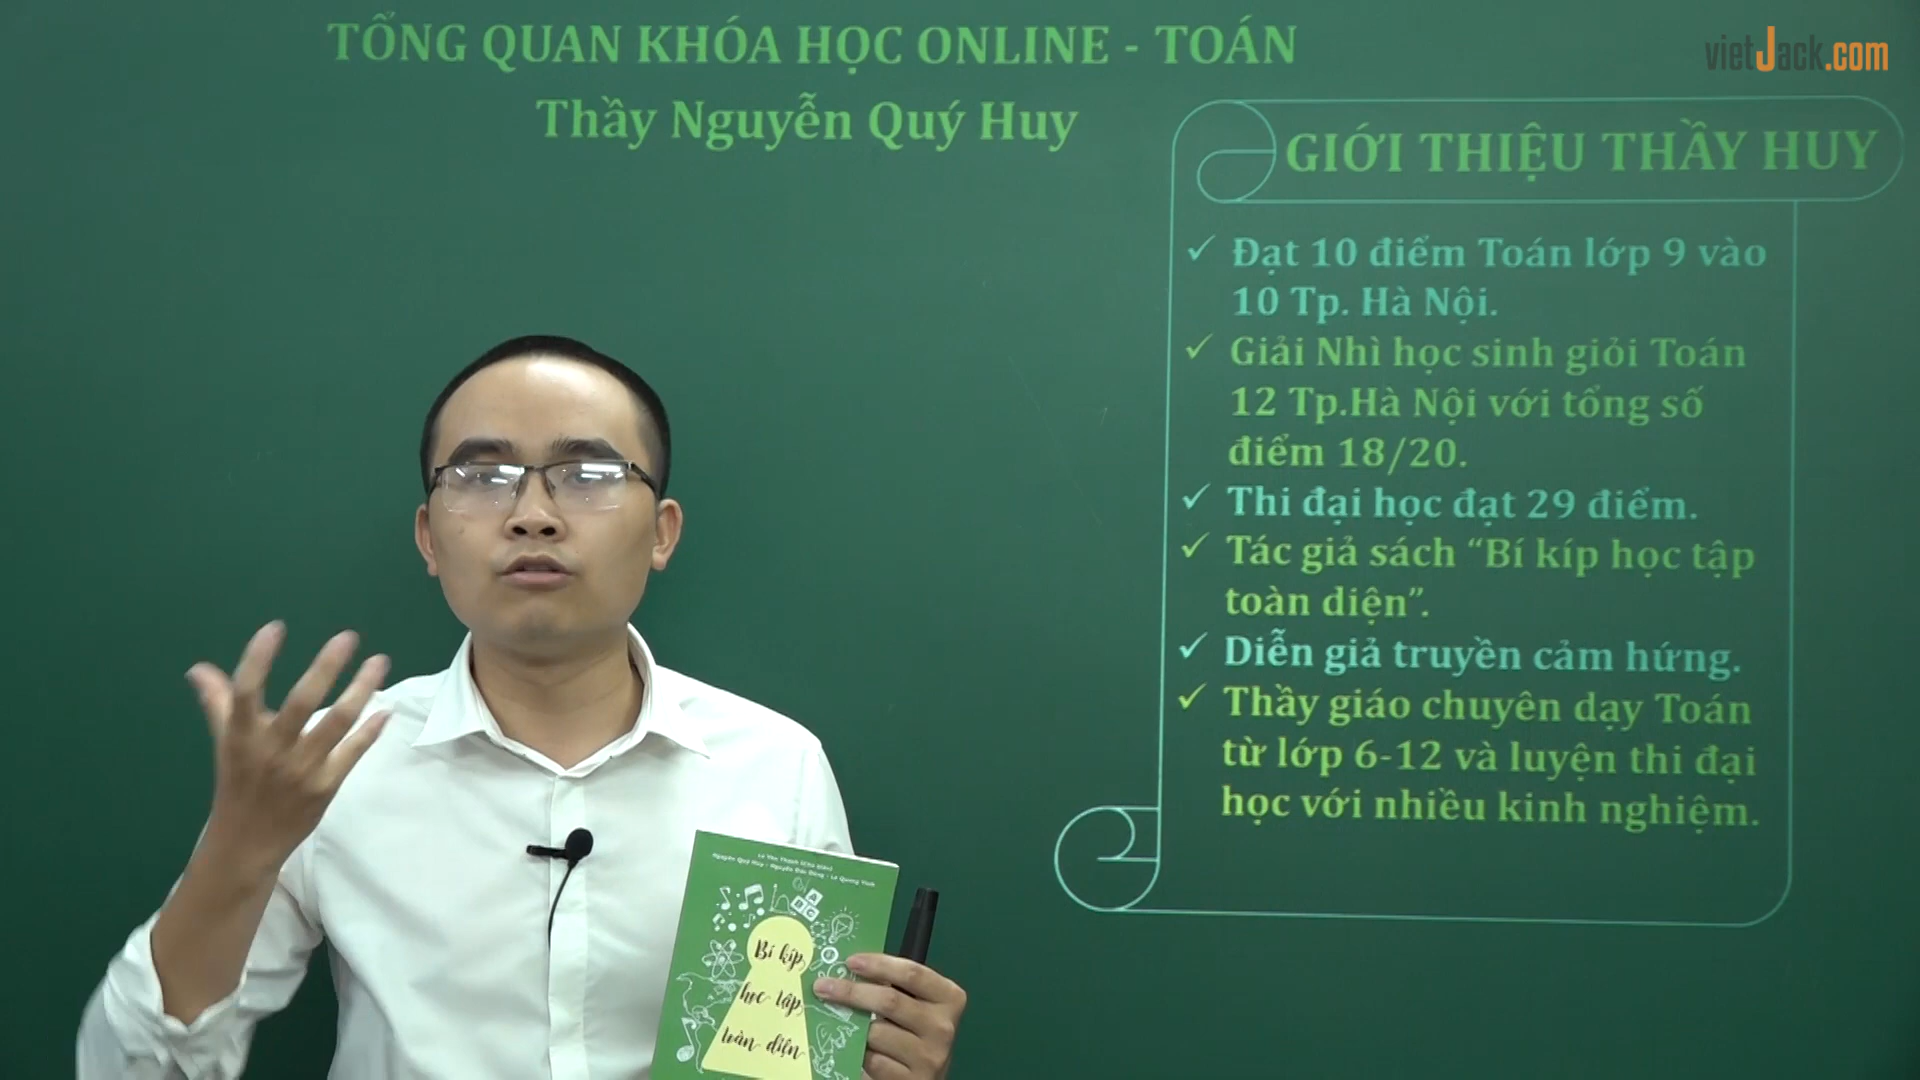 TỔNG QUAN KHÓA HỌC ONLINE - TOÁN
Thầy Nguyễn Quý Huy
vietJack.com
GIỚI THIỆU THẦY HUY
✓ Đạt 10 điểm Toán lớp 9 vào
10 Tp. Hà Nội.
✓ Giải Nhì học sinh giỏi Toán
12 Tp.Hà Nội với tổng số
điểm 18/20.
✓ Thi đại học đạt 29 điểm.
✓ Tác giả sách “Bí kíp học tập
toàn diện”.
✓ Diễn giả truyền cảm hứng.
✓ Thầy giáo chuyên dạy Toán
từ lớp 6-12 và luyện thi đại
học với nhiều kinh nghiệm.
Nguyễn Quý Huy - Nguyễn
A
B C
Bí kíp
học tập
toàn diện